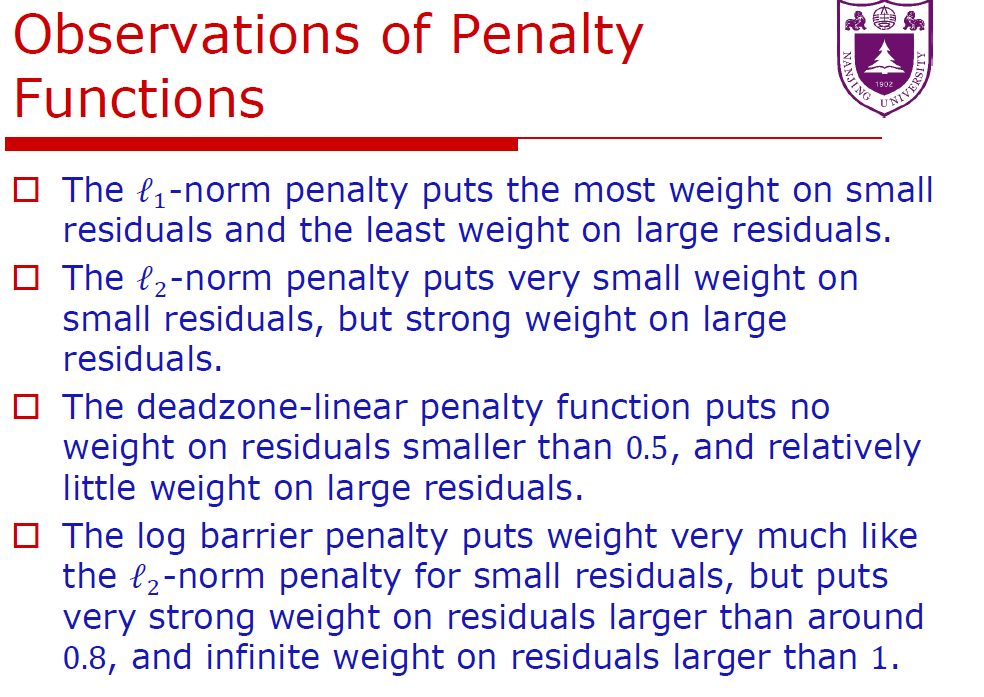 Observations of Penalty
Functions
NANJING UNIVERSITY
1902
The ℓ₁-norm penalty puts the most weight on small
residuals and the least weight on large residuals.
The ℓ₂-norm penalty puts very small weight on
small residuals, but strong weight on large
residuals.
The deadzone-linear penalty function puts no
weight on residuals smaller than 0.5, and relatively
little weight on large residuals.
The log barrier penalty puts weight very much like
the ℓ₂-norm penalty for small residuals, but puts
very strong weight on residuals larger than around
0.8, and infinite weight on residuals larger than 1.